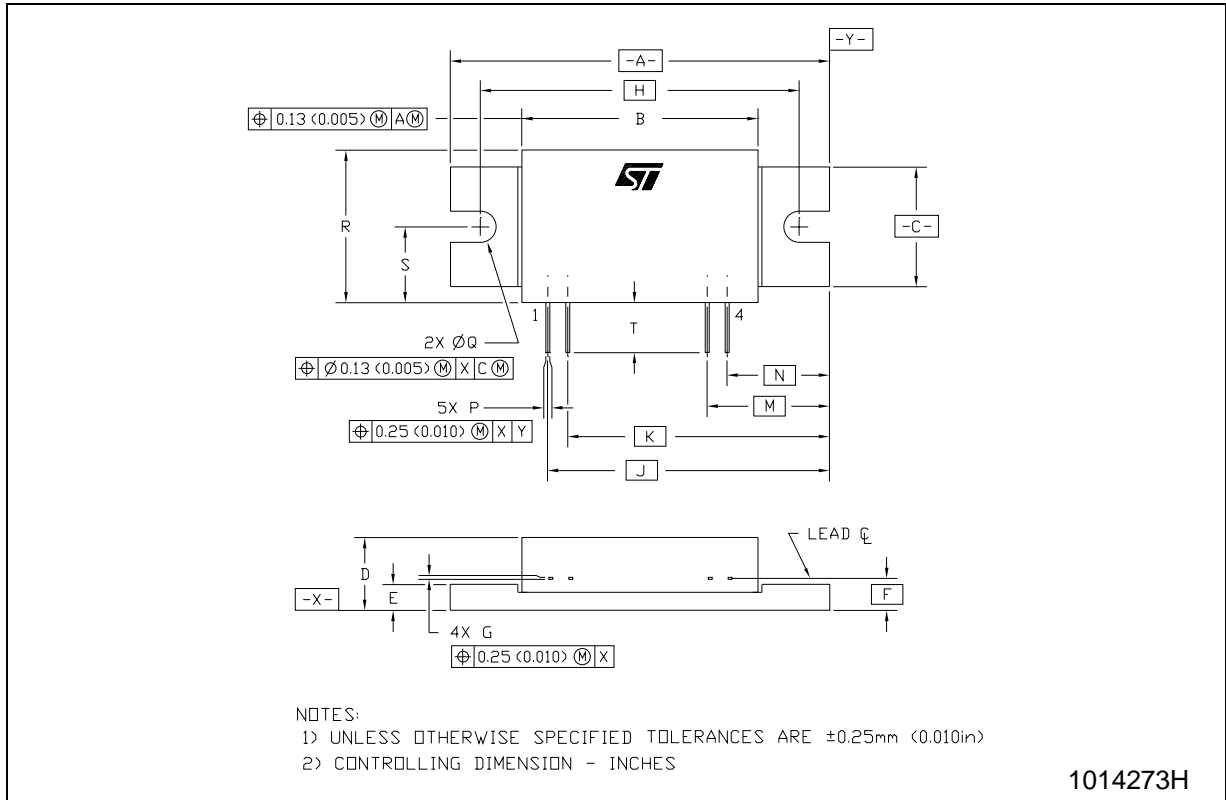 -Y-
-A-
H
⌖ 0.13 (0.005) Ⓜ A Ⓜ
B
ST
R
-C-
S
1
T
4
2X ØQ
⌖ Ø 0.13 (0.005) Ⓜ X C Ⓜ
N
M
5X P
⌖ 0.25 (0.010) Ⓜ X Y
K
J
LEAD ℄
D
E
-X-
F
4X G
⌖ 0.25 (0.010) Ⓜ X
NOTES:
1) UNLESS OTHERWISE SPECIFIED TOLERANCES ARE ±0.25mm (0.010in)
2) CONTROLLING DIMENSION - INCHES
1014273H